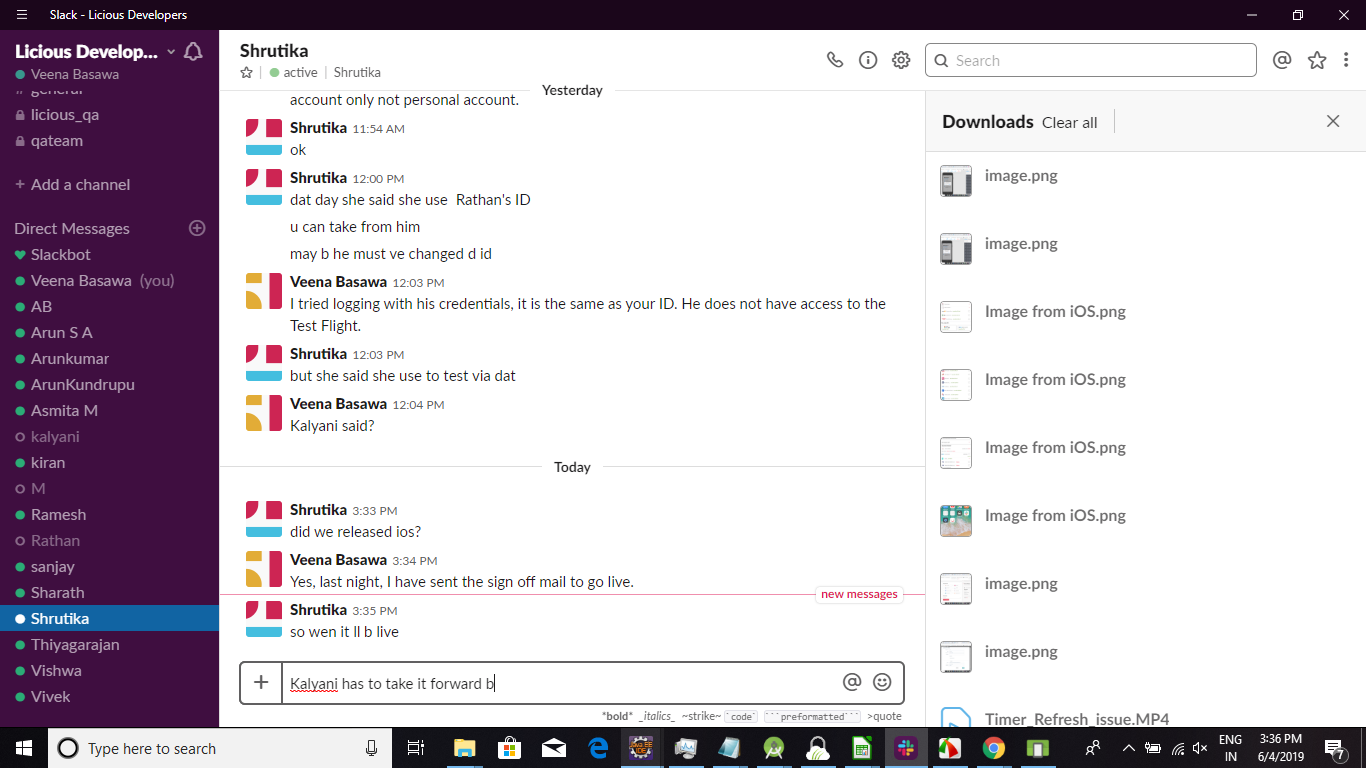 Slack - Licious Developers
Licious Develop...
Veena Basawa
# general
licious_qa
qateam
+ Add a channel
Direct Messages
Slackbot
Veena Basawa (you)
AB
Arun S A
Arunkumar
ArunKundrupu
Asmita M
kalyani
kiran
M
Ramesh
Rathan
sanjay
Sharath
Shrutika
Thiyagarajan
Vishwa
Vivek
Shrutika
active | Shrutika
Search
Yesterday
account only not personal account.
Shrutika 11:54 AM
ok
Shrutika 12:00 PM
dat day she said she use  Rathan's ID
u can take from him
may b he must ve changed d id
Veena Basawa 12:03 PM
I tried logging with his credentials, it is the same as your ID. He does not have access to the
Test Flight.
Shrutika 12:03 PM
but she said she use to test via dat
Veena Basawa 12:04 PM
Kalyani said?
Today
Shrutika 3:33 PM
did we released ios?
Veena Basawa 3:34 PM
Yes, last night, I have sent the sign off mail to go live.
new messages
Shrutika 3:35 PM
so wen it ll b live
Kalyani has to take it forward b
*bold* _italics_ ~strike~ `code` ```preformatted``` >quote
Downloads Clear all
image.png
image.png
Image from iOS.png
Image from iOS.png
Image from iOS.png
Image from iOS.png
image.png
image.png
Timer_Refresh_issue.MP4
Type here to search
JAVA EE
IDE
ENG
IN
3:36 PM
6/4/2019
7